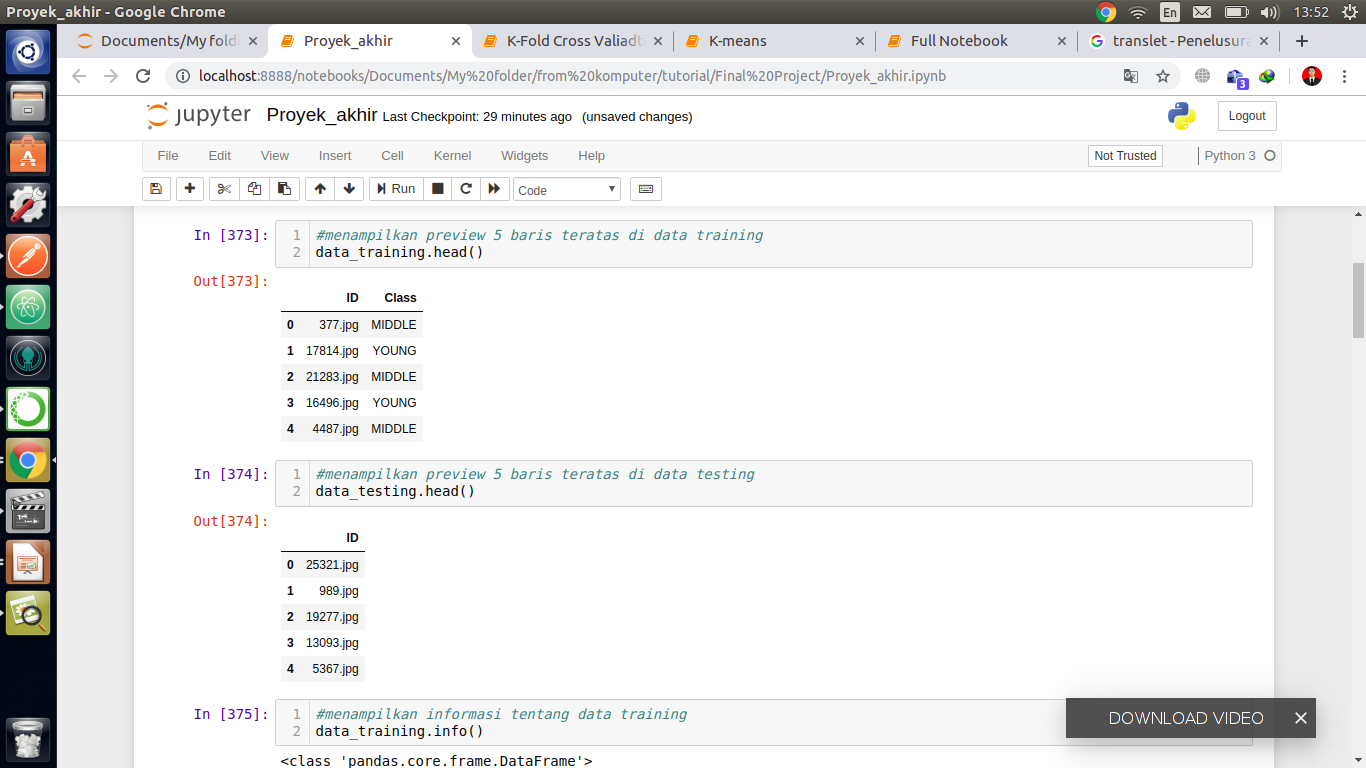 Proyek_akhir - Google Chrome
En
13:52
Documents/My fold
Proyek_akhir
K-Fold Cross Valiadt
K-means
Full Notebook
translet - Penelusura
localhost:8888/notebooks/Documents/My%20folder/from%20komputer/tutorial/Final%20Project/Proyek_akhir.ipynb
3
jupyter Proyek_akhir Last Checkpoint: 29 minutes ago (unsaved changes)
Logout
File Edit View Insert Cell Kernel Widgets Help
Not Trusted
Python 3
Run
Code
In [373]:
1 #menampilkan preview 5 baris teratas di data training
2 data_training.head()
Out[373]:
ID Class
0 377.jpg MIDDLE
1 17814.jpg YOUNG
2 21283.jpg MIDDLE
3 16496.jpg YOUNG
4 4487.jpg MIDDLE
In [374]:
1 #menampilkan preview 5 baris teratas di data testing
2 data_testing.head()
Out[374]:
ID
0 25321.jpg
1 989.jpg
2 19277.jpg
3 13093.jpg
4 5367.jpg
In [375]:
1 #menampilkan informasi tentang data training
2 data_training.info()
<class 'pandas.core.frame.DataFrame'>
DOWNLOAD VIDEO